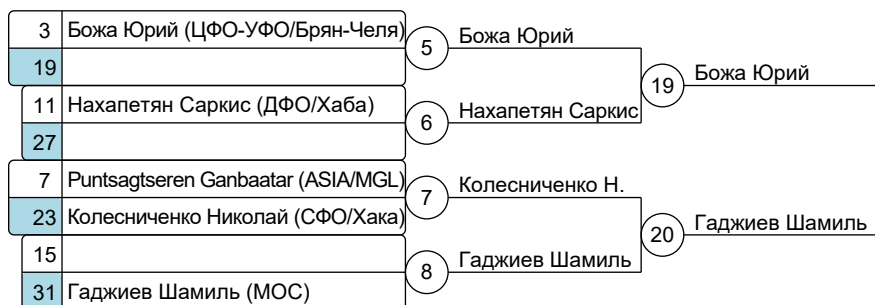 3 Божа Юрий (ЦФО-УФО/Брян-Челя)
19
5 Божа Юрий
11 Нахапетян Саркис (ДФО/Хаба)
27
6 Нахапетян Саркис
19 Божа Юрий
7 Puntsagtseren Ganbaatar (ASIA/MGL)
23 Колесниченко Николай (СФО/Хака)
7 Колесниченко Н.
15
31 Гаджиев Шамиль (МОС)
8 Гаджиев Шамиль
20 Гаджиев Шамиль